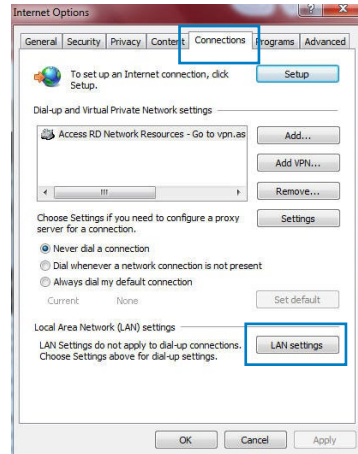 Internet Options
General Security Privacy Content Connections Programs Advanced
To set up an Internet connection, click
Setup.
Setup
Dial-up and Virtual Private Network settings
Access RD Network Resources - Go to vpn.as
Add...
Add VPN...
Remove...
Choose Settings if you need to configure a proxy
server for a connection.
Settings
Never dial a connection
Dial whenever a network connection is not present
Always dial my default connection
Current None
Set default
Local Area Network (LAN) settings
LAN Settings do not apply to dial-up connections.
Choose Settings above for dial-up settings.
LAN settings
OK Cancel Apply